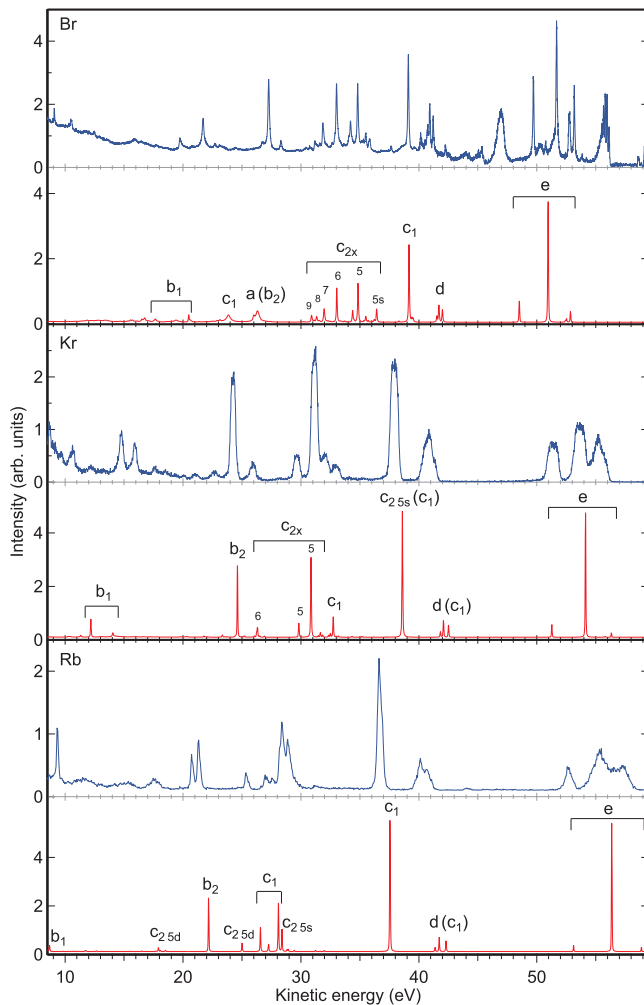 Br
4
2
0
4
e
c₁
c₂ₓ
2
b₁
c₁
a (b₂)
9
8
7
6
5
5s
d
0
Kr
2
1
0
Intensity (arb. units)
c₂ ₅ₛ (c₁)
4
e
c₂ₓ
b₂
2
b₁
6
5
5
c₁
d (c₁)
0
Rb
2
1
0
c₁
e
4
b₂
c₁
2
b₁
c₂ 5d
c₂ 5d
c₂ 5s
d (c₁)
0
10 20 30 40 50
Kinetic energy (eV)